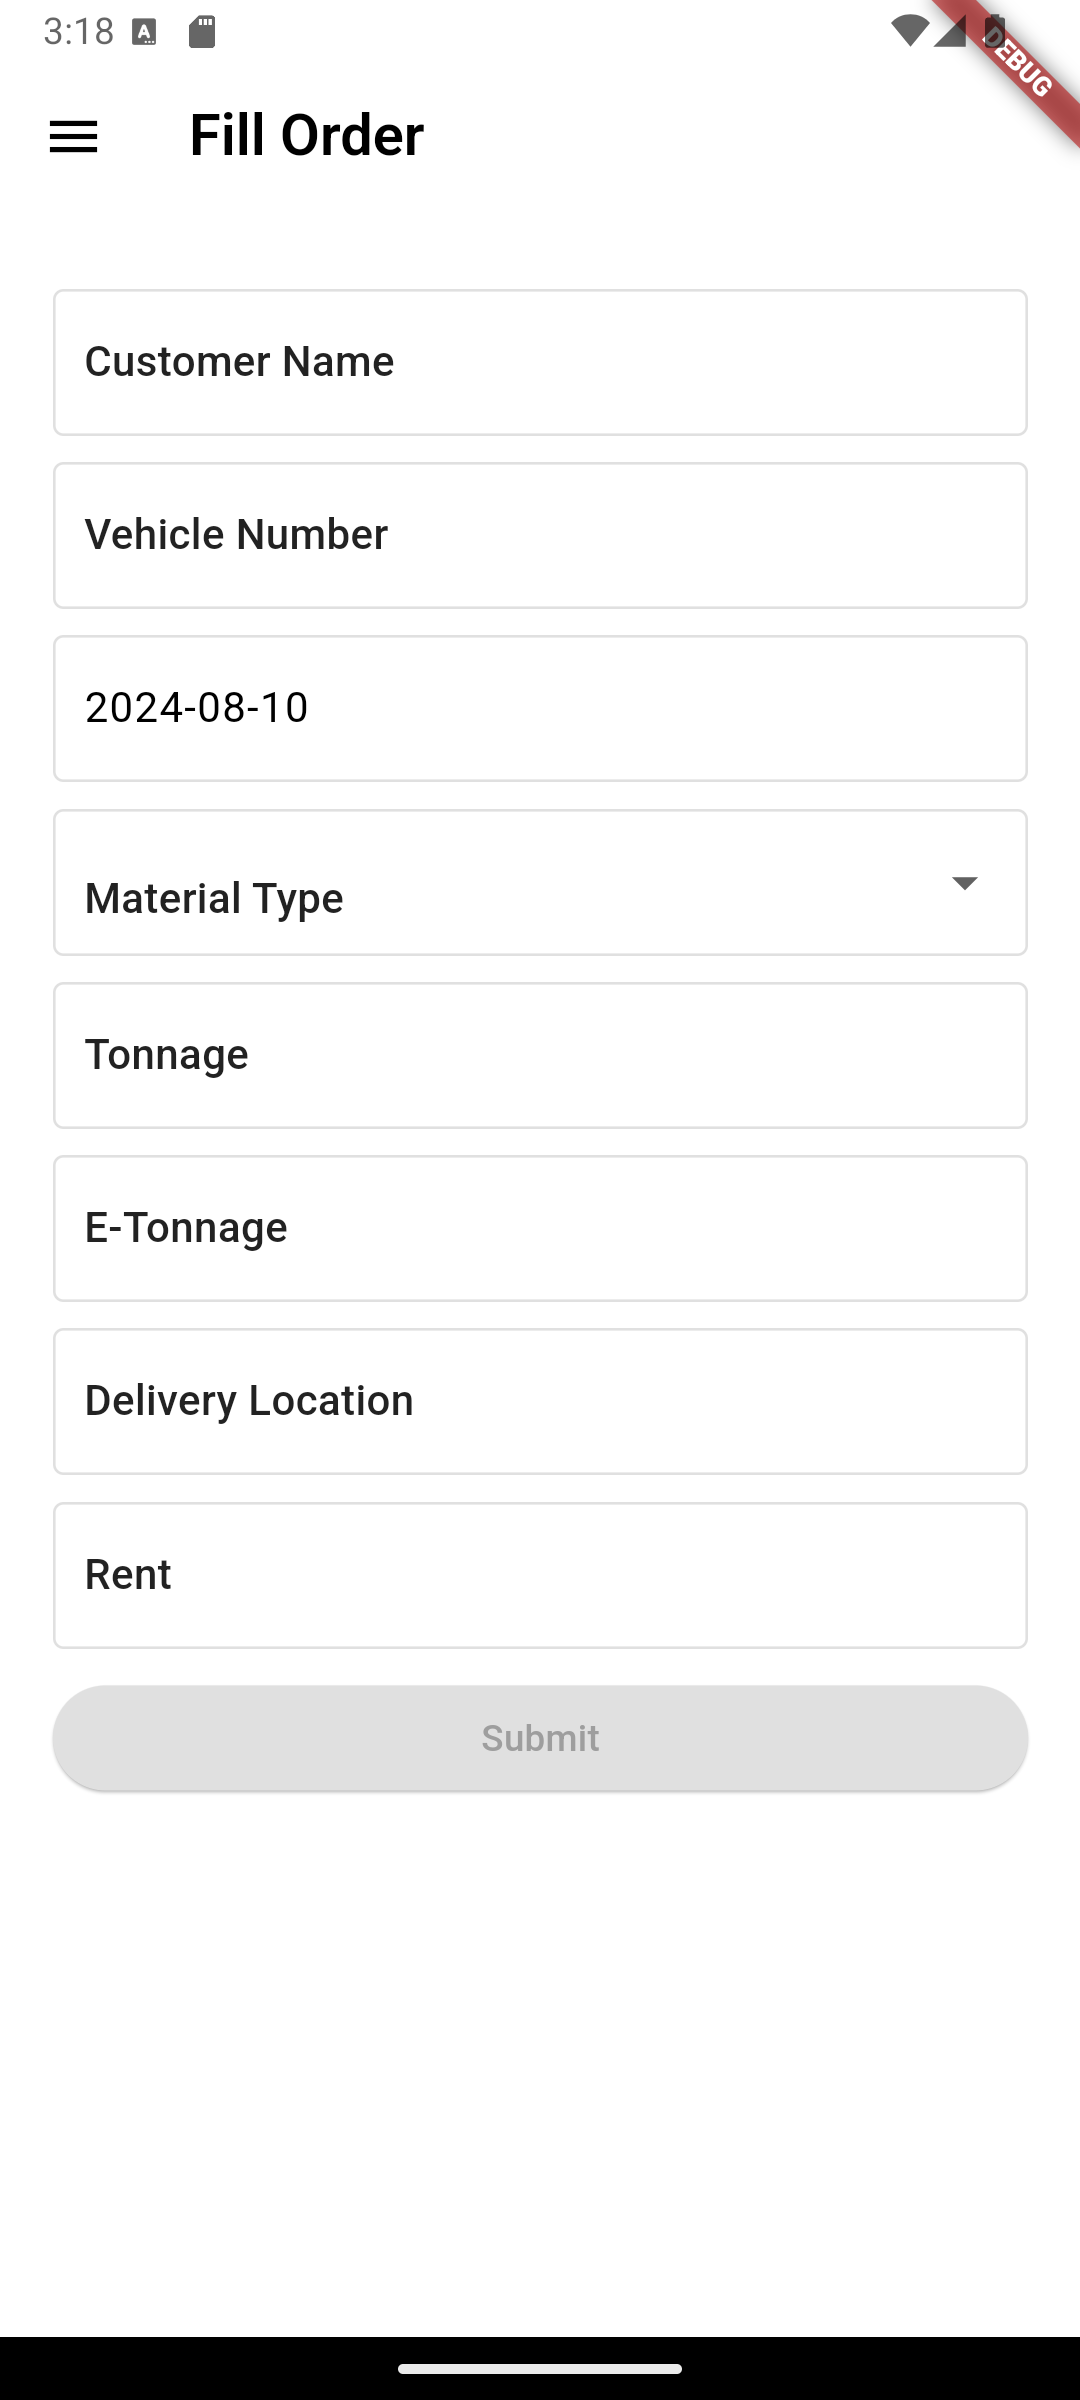 3:18
DEBUG
Fill Order
Customer Name
Vehicle Number
2024-08-10
Material Type
Tonnage
E-Tonnage
Delivery Location
Rent
Submit